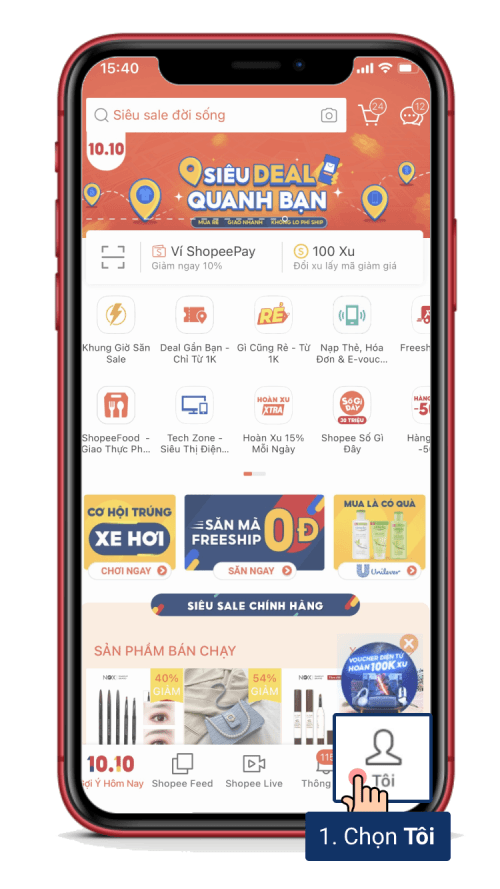 15:40
Siêu sale đời sống
24
12
10.10
SIÊU DEAL
QUANH BẠN
MUA RẺ GIAO NHANH KHÔNG LO PHÍ SHIP
Ví ShopeePay
Giảm ngay 10%
100 Xu
Đổi xu lấy mã giảm giá
RẺ
HOÀN XU
XTRA
Khung Giờ Săn
Sale
Deal Gần Bạn -
Chỉ Từ 1K
Gì Cũng Rẻ - Từ
1K
Nạp Thẻ, Hóa
Đơn & E-vouc...
Freesh
SỐ GÌ
ĐÂY
HÀNG
-5
ShopeeFood -
Giao Thực Ph...
Tech Zone -
Siêu Thị Điện...
Hoàn Xu 15%
Mỗi Ngày
Shopee Số Gì
Đây
Hàng
-5
CƠ HỘI TRÚNG
XE HƠI
CHƠI NGAY
SĂN MÃ
FREESHIP
0Đ
SĂN NGAY
MUA LÀ CÓ QUÀ
Unilever
SIÊU SALE CHÍNH HÃNG
SẢN PHẨM BÁN CHẠY
VOUCHER ĐIỆN TỬ
HOÀN 100K XU
40%
GIẢM
54%
GIẢM
10.10
Gợi Ý Hôm Nay
Shopee Feed
Shopee Live
115
Thông
Tôi
1. Chọn Tôi